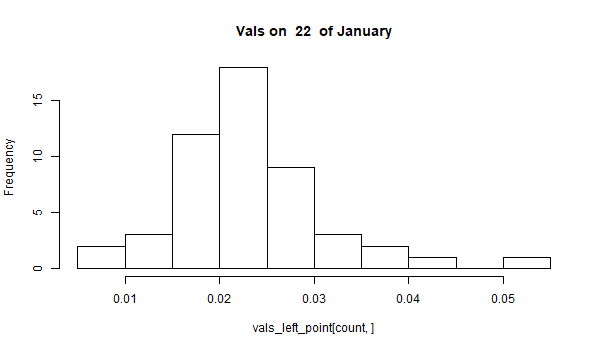 Vals on  22  of January
Frequency
15
10
5
0
0.01 0.02 0.03 0.04 0.05
vals_left_point[count, ]